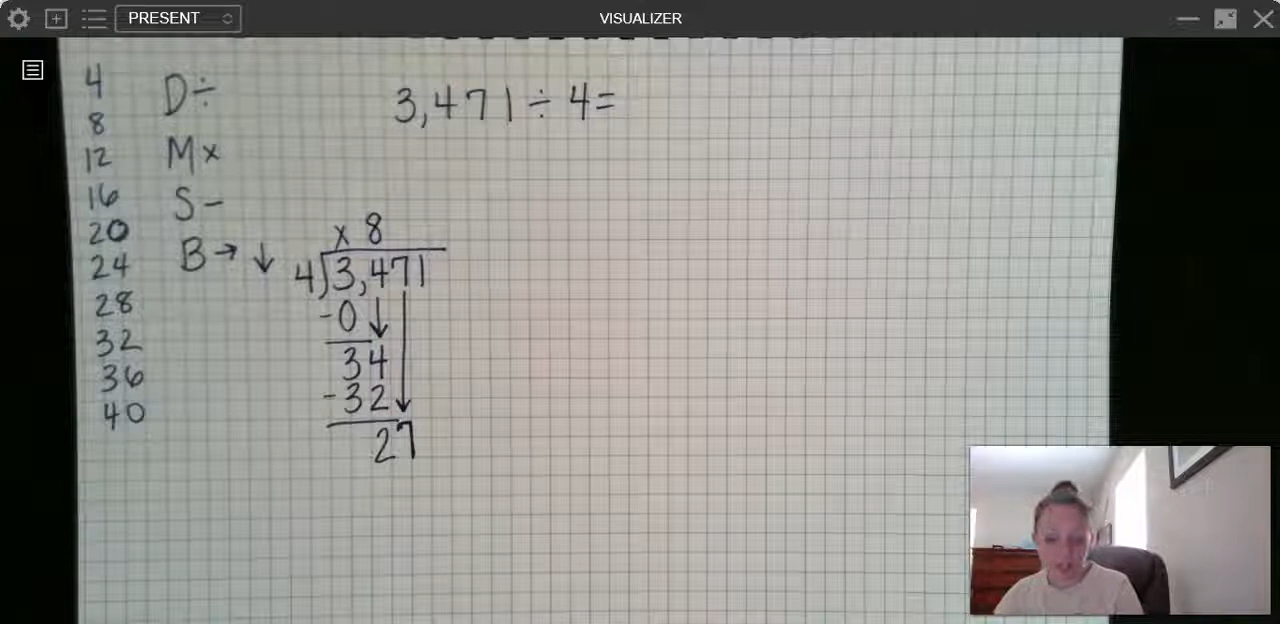 PRESENT
VISUALIZER
4
8
12
16
20
24
28
32
36
40
D÷
M×
S-
B→ ↓
3,471÷4=
x 8
4)3,471
-0↓
34
-32
27